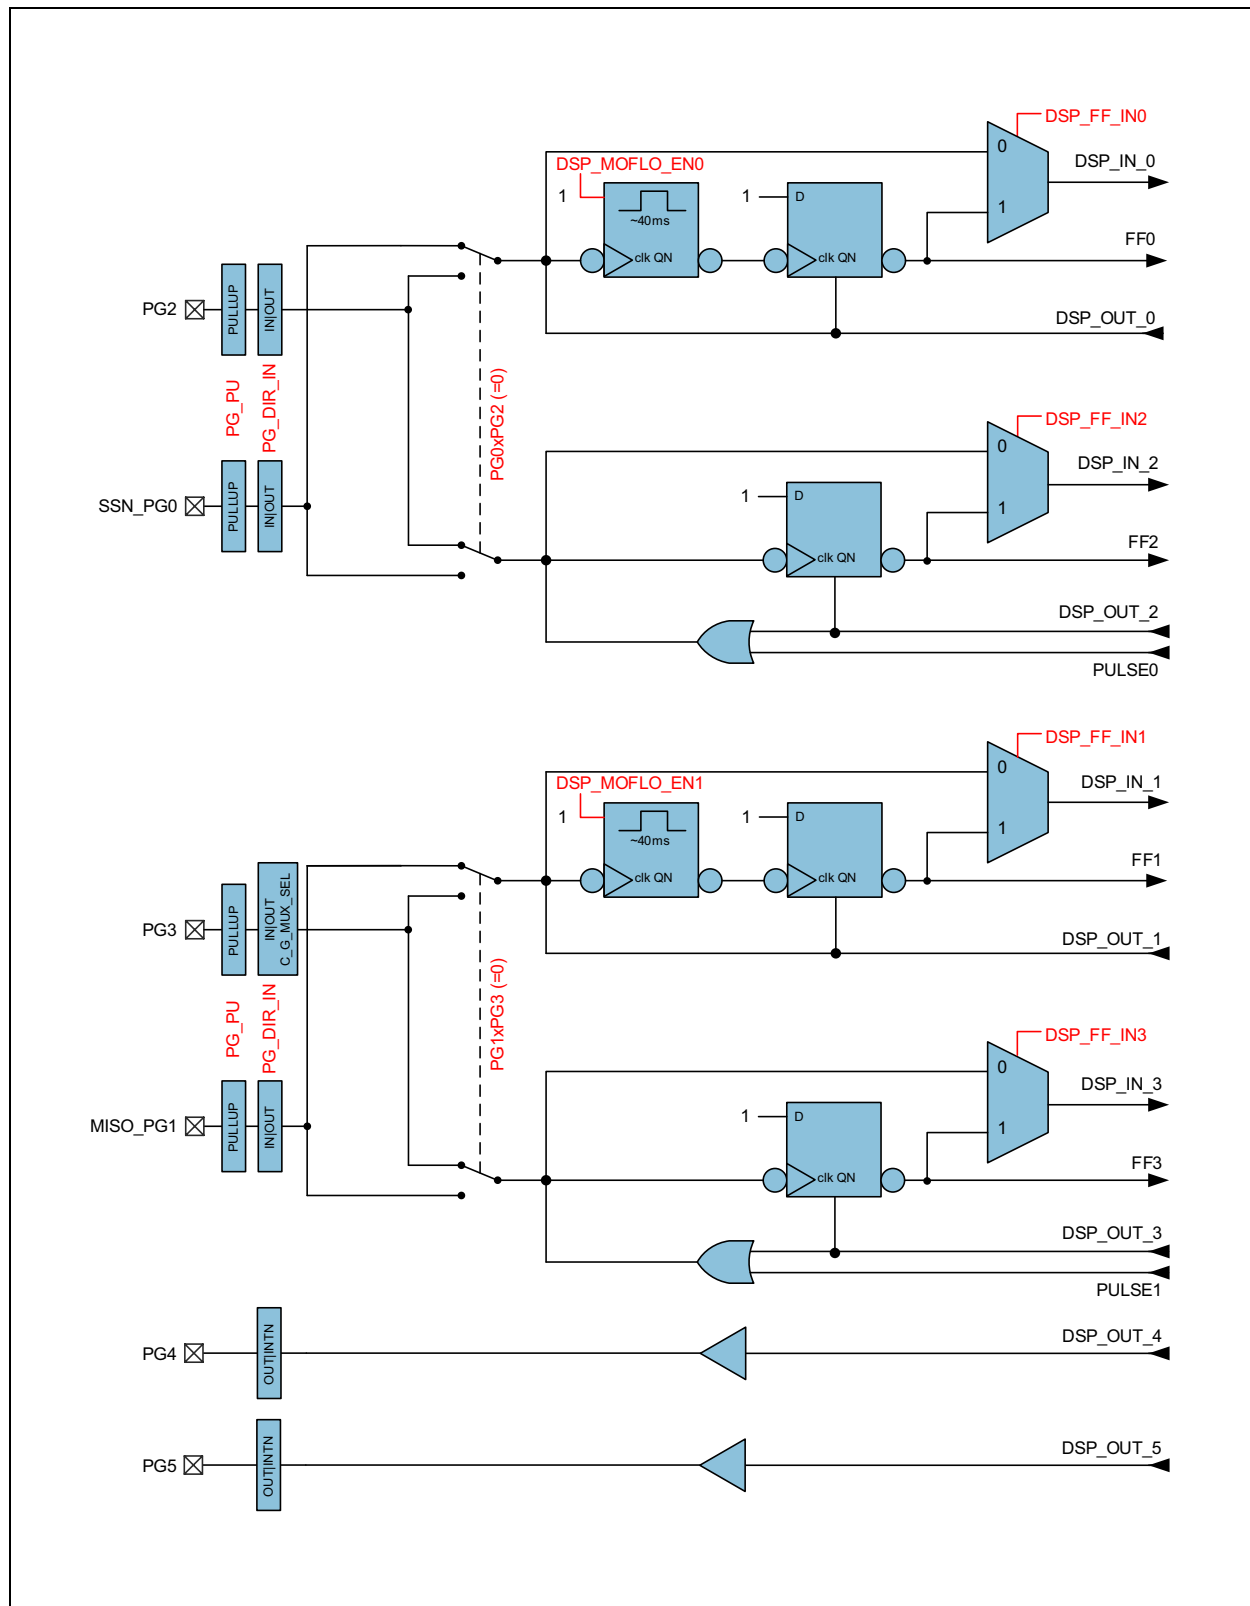 DSP_FF_IN0
0
DSP_IN_0
DSP_MOFLO_EN0
1
~40ms
clk QN
1
D
clk QN
1
FF0
PG2
PULLUP
IN|OUT
DSP_OUT_0
PG_PU
PG_DIR_IN
PG0xPG2 (=0)
DSP_FF_IN2
0
DSP_IN_2
SSN_PG0
PULLUP
IN|OUT
1
D
clk QN
1
FF2
DSP_OUT_2
PULSE0
DSP_FF_IN1
0
DSP_IN_1
DSP_MOFLO_EN1
1
~40ms
clk QN
1
D
clk QN
1
FF1
PG3
PULLUP
IN|OUT
C_G_MUX_SEL
DSP_OUT_1
PG_PU
PG_DIR_IN
PG1xPG3 (=0)
DSP_FF_IN3
0
DSP_IN_3
MISO_PG1
PULLUP
IN|OUT
1
D
clk QN
1
FF3
DSP_OUT_3
PULSE1
PG4
OUT|INTN
DSP_OUT_4
PG5
OUT|INTN
DSP_OUT_5